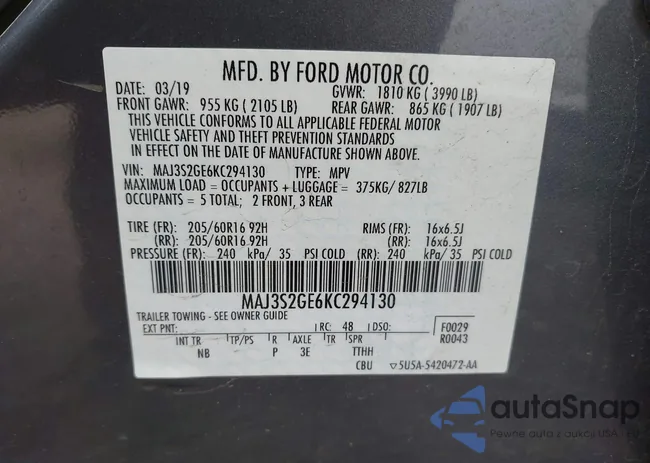 MFD. BY FORD MOTOR CO.
DATE: 03/19 GVWR: 1810 KG ( 3990 LB)
FRONT GAWR: 955 KG ( 2105 LB) REAR GAWR: 865 KG ( 1907 LB)
THIS VEHICLE CONFORMS TO ALL APPLICABLE FEDERAL MOTOR
VEHICLE SAFETY AND THEFT PREVENTION STANDARDS
IN EFFECT ON THE DATE OF MANUFACTURE SHOWN ABOVE.
VIN: MAJ3S2GE6KC294130 TYPE: MPV
MAXIMUM LOAD = OCCUPANTS + LUGGAGE = 375KG/ 827LB
OCCUPANTS = 5 TOTAL; 2 FRONT, 3 REAR
TIRE (FR): 205/60R16 92H RIMS (FR): 16x6.5J
(RR): 205/60R16 92H (RR): 16x6.5J
PRESSURE (FR): 240 kPa/ 35 PSI COLD (RR): 240 kPa/ 35 PSI COLD
MAJ3S2GE6KC294130
TRAILER TOWING - SEE OWNER GUIDE
EXT PNT: RC: 48 DSO: F0029
R0043
INT TR TP/PS R AXLE TR SPR
NB P 3E TTHH
CBU 5U5A-5420472-AA
autoSnap
Pewne auta z aukcji USA - EU